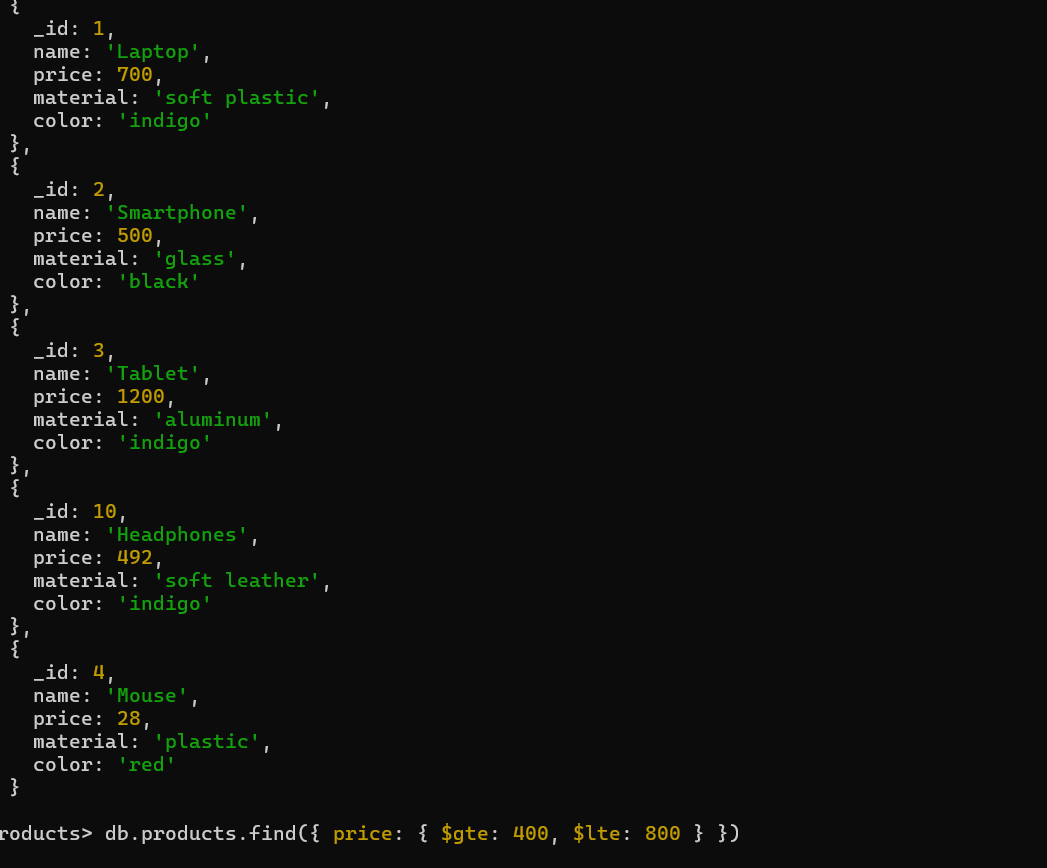 {
_id: 1,
name: 'Laptop',
price: 700,
material: 'soft plastic',
color: 'indigo'
},
{
_id: 2,
name: 'Smartphone',
price: 500,
material: 'glass',
color: 'black'
},
{
_id: 3,
name: 'Tablet',
price: 1200,
material: 'aluminum',
color: 'indigo'
},
{
_id: 10,
name: 'Headphones',
price: 492,
material: 'soft leather',
color: 'indigo'
},
{
_id: 4,
name: 'Mouse',
price: 28,
material: 'plastic',
color: 'red'
}
roducts> db.products.find({ price: { $gte: 400, $lte: 800 } })